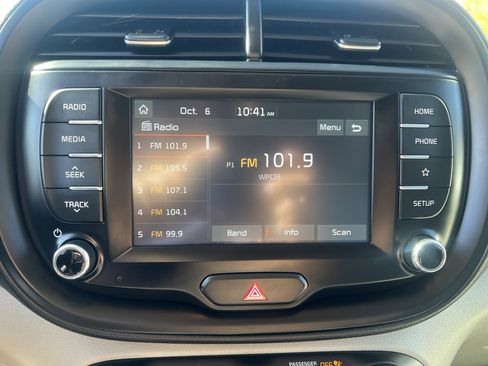 Oct. 6 10:41 AM
Radio Menu
1 FM 101.9
2 FM 105.5
3 FM 107.1
4 FM 104.1
5 FM 99.9
P1 FM 101.9
WPOR
Band Info Scan
RADIO
MEDIA
SEEK
TRACK
HOME
PHONE
SETUP
PASSENGER OFF